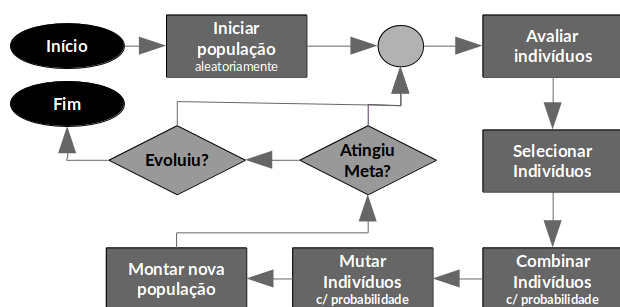 Início
Iniciar
população
aleatoriamente
Avaliar
indivíduos
Fim
Evoluiu?
Atingiu
Meta?
Selecionar
Indivíduos
Montar nova
população
Mutar
Indivíduos
c/ probabilidade
Combinar
Indivíduos
c/ probabilidade